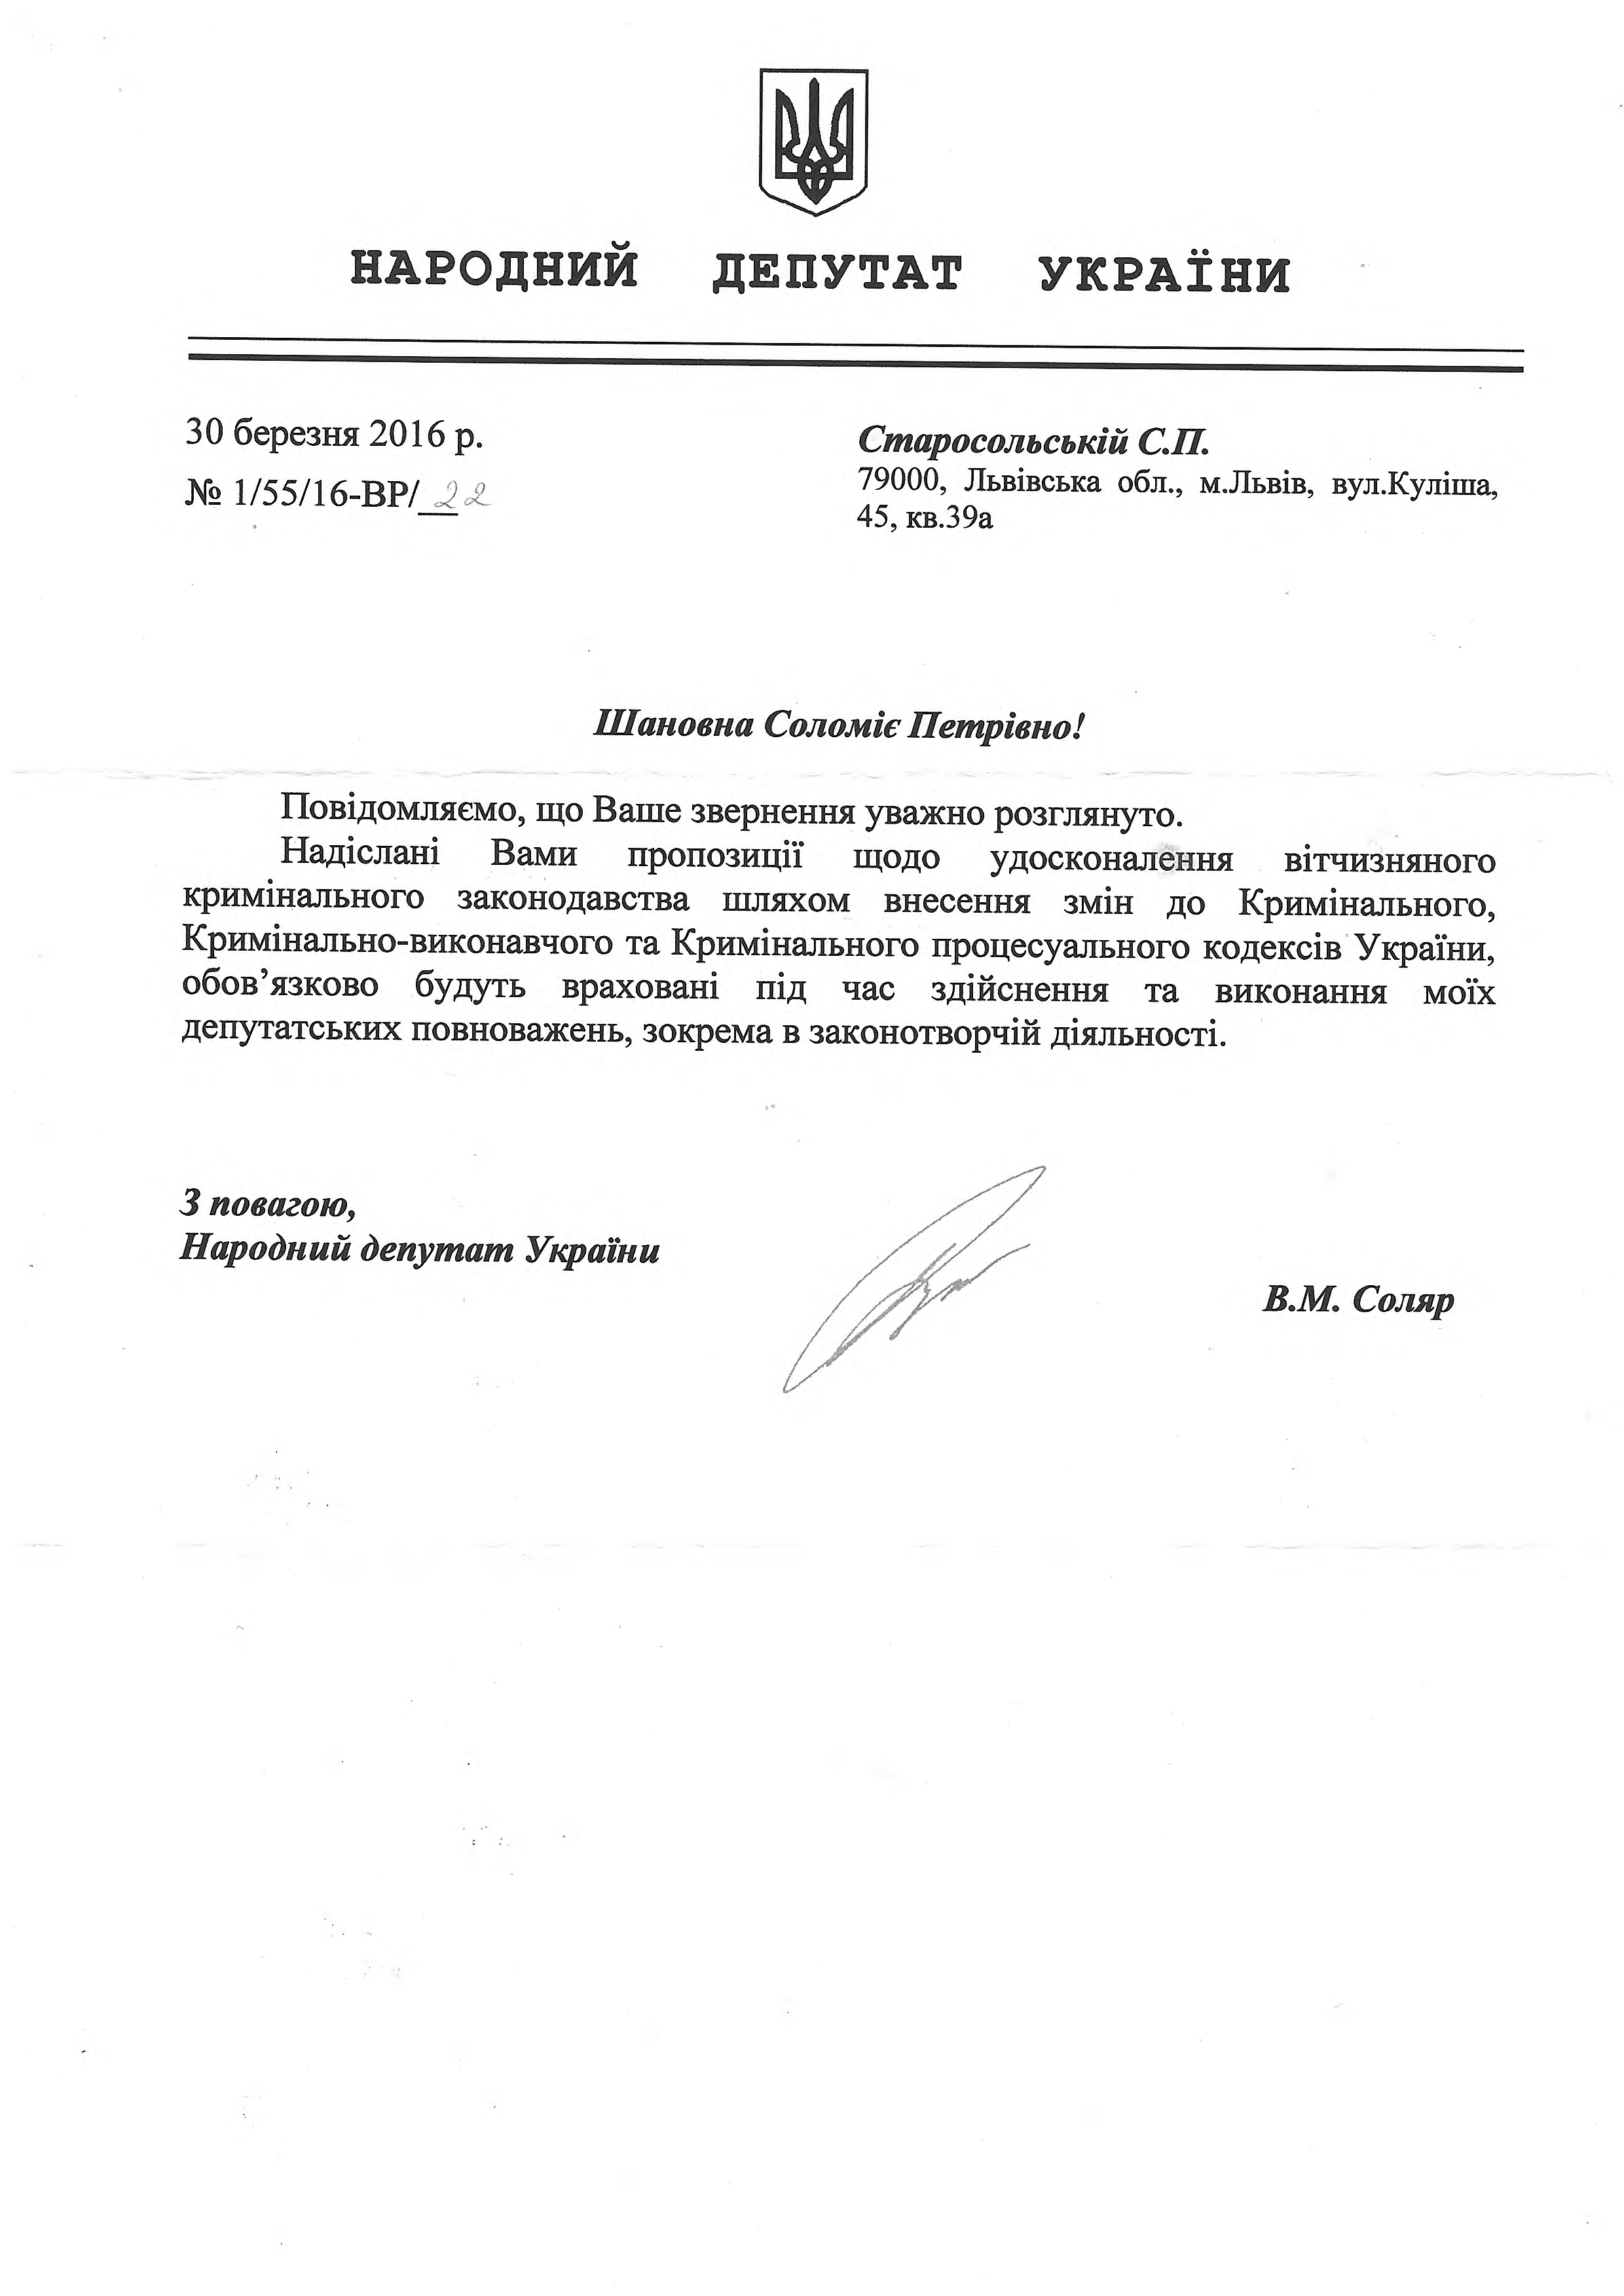 НАРОДНИЙ ДЕПУТАТ УКРАЇНИ
30 березня 2016 р.
№ 1/55/16-ВР/ 22
Старосольській С.П.
79000, Львівська обл., м.Львів, вул.Куліша,
45, кв.39а
Шановна Соломіє Петрівно!
Повідомляємо, що Ваше звернення уважно розглянуто.
Надіслані Вами пропозиції щодо удосконалення вітчизняного
кримінального законодавства шляхом внесення змін до Кримінального,
Кримінально-виконавчого та Кримінального процесуального кодексів України,
обов’язково будуть враховані під час здійснення та виконання моїх
депутатських повноважень, зокрема в законотворчій діяльності.
З повагою,
Народний депутат України
В.М. Соляр